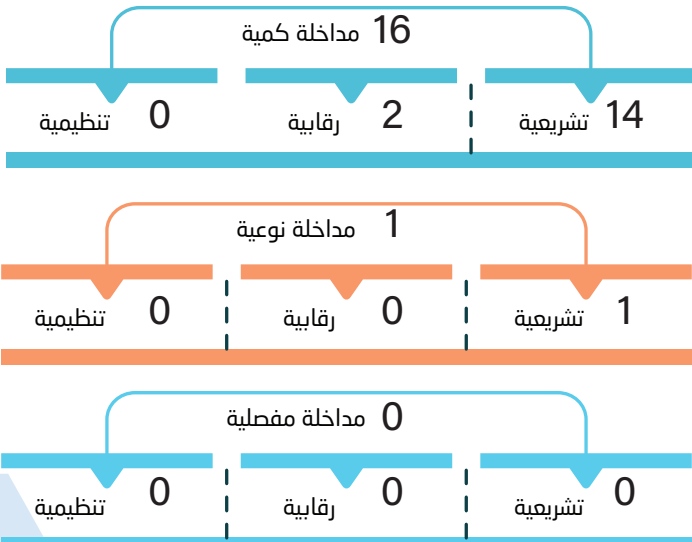 16 مداخلة كمية
14 تشريعية
2 رقابية
0 تنظيمية
1 مداخلة نوعية
1 تشريعية
0 رقابية
0 تنظيمية
0 مداخلة مفصلية
0 تشريعية
0 رقابية
0 تنظيمية